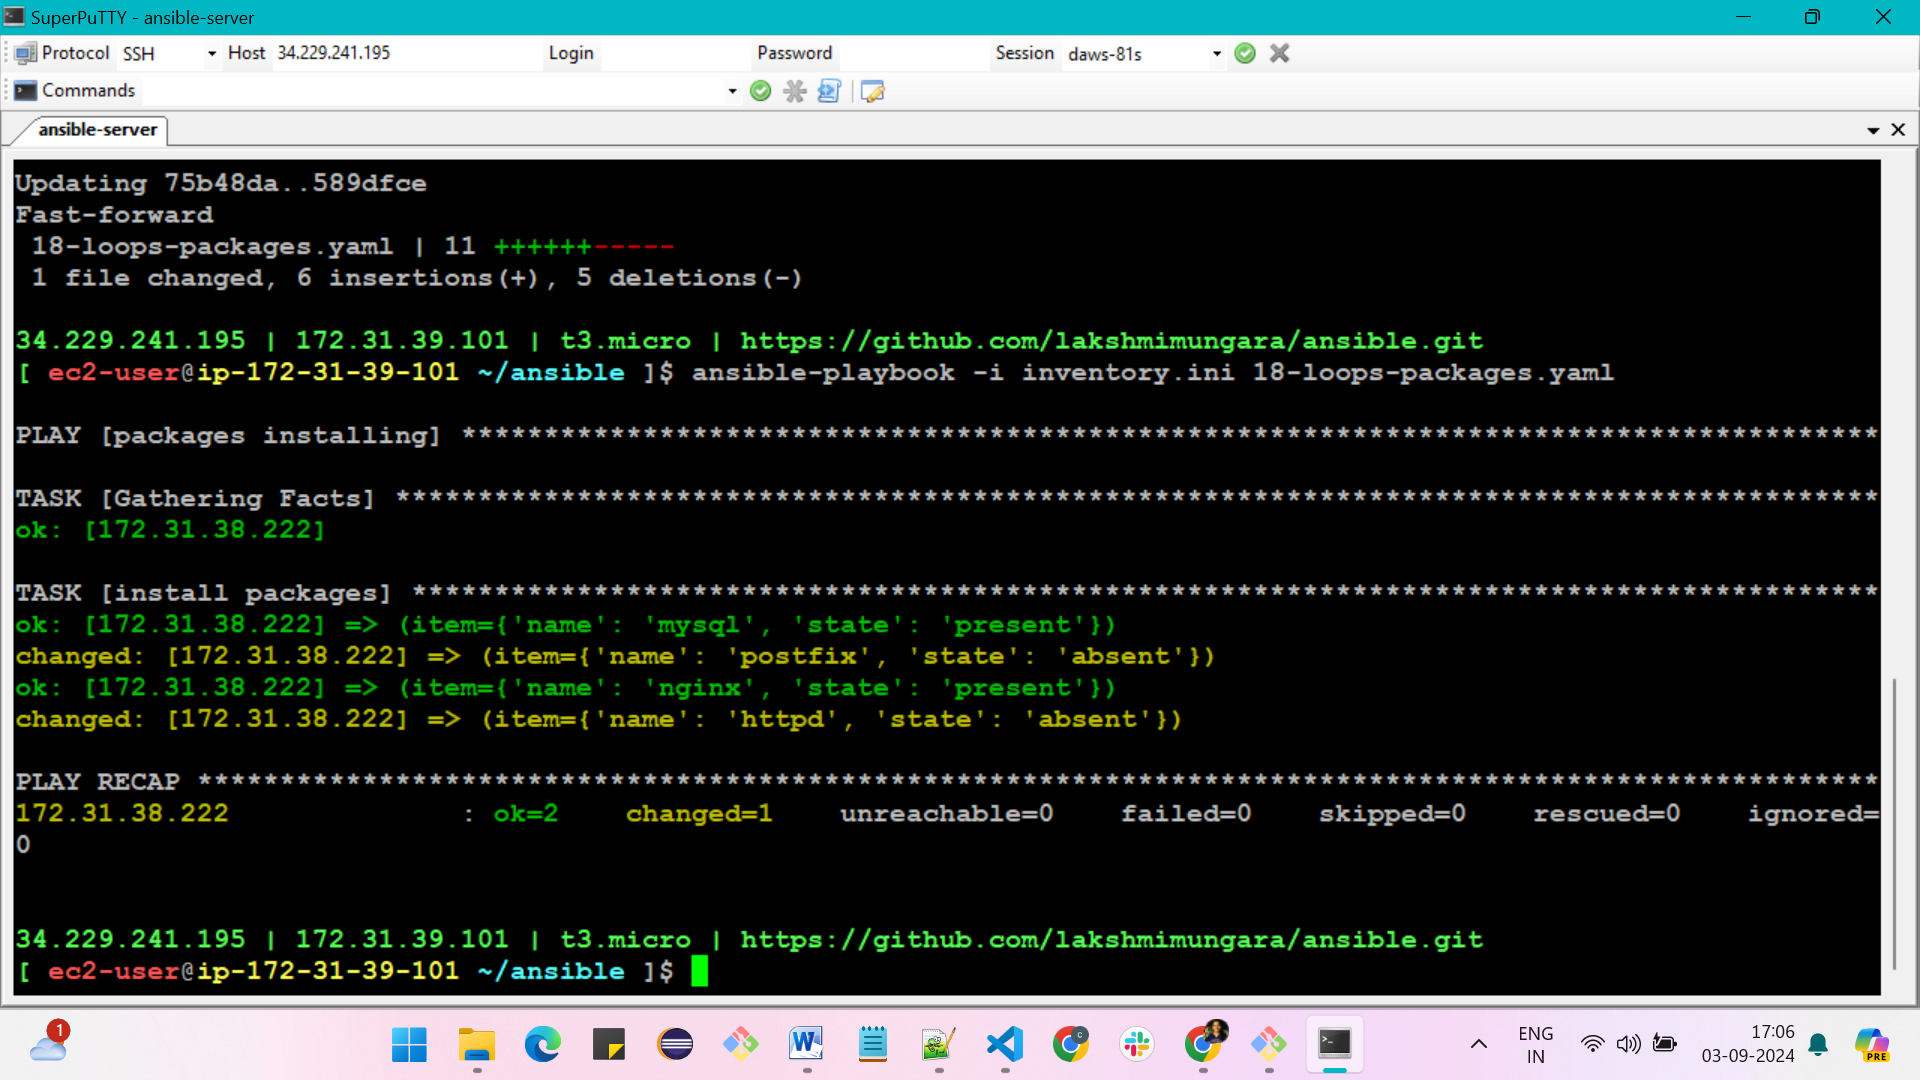 SuperPuTTY - ansible-server
Protocol SSH Host 34.229.241.195 Login Password Session daws-81s
Commands
ansible-server
Updating 75b48da..589dfce
Fast-forward
 18-loops-packages.yaml | 11 ++++++-----
 1 file changed, 6 insertions(+), 5 deletions(-)
34.229.241.195 | 172.31.39.101 | t3.micro | https://github.com/lakshmimungara/ansible.git
[ ec2-user@ip-172-31-39-101 ~/ansible ]$ ansible-playbook -i inventory.ini 18-loops-packages.yaml
PLAY [packages installing] **************************************************************************************
TASK [Gathering Facts] ******************************************************************************************
ok: [172.31.38.222]
TASK [install packages] *****************************************************************************************
ok: [172.31.38.222] => (item={'name': 'mysql', 'state': 'present'})
changed: [172.31.38.222] => (item={'name': 'postfix', 'state': 'absent'})
ok: [172.31.38.222] => (item={'name': 'nginx', 'state': 'present'})
changed: [172.31.38.222] => (item={'name': 'httpd', 'state': 'absent'})
PLAY RECAP ******************************************************************************************************
172.31.38.222              : ok=2    changed=1    unreachable=0    failed=0    skipped=0    rescued=0    ignored=
0
34.229.241.195 | 172.31.39.101 | t3.micro | https://github.com/lakshmimungara/ansible.git
[ ec2-user@ip-172-31-39-101 ~/ansible ]$
1
ENG
IN
17:06
03-09-2024
PRE